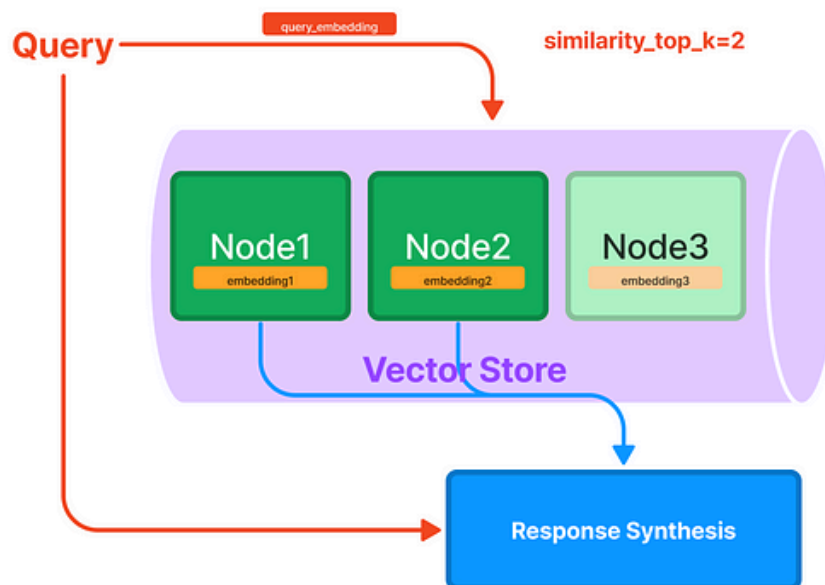 query_embedding
Query
similarity_top_k=2
Node1
embedding1
Node2
embedding2
Node3
embedding3
Vector Store
Response Synthesis